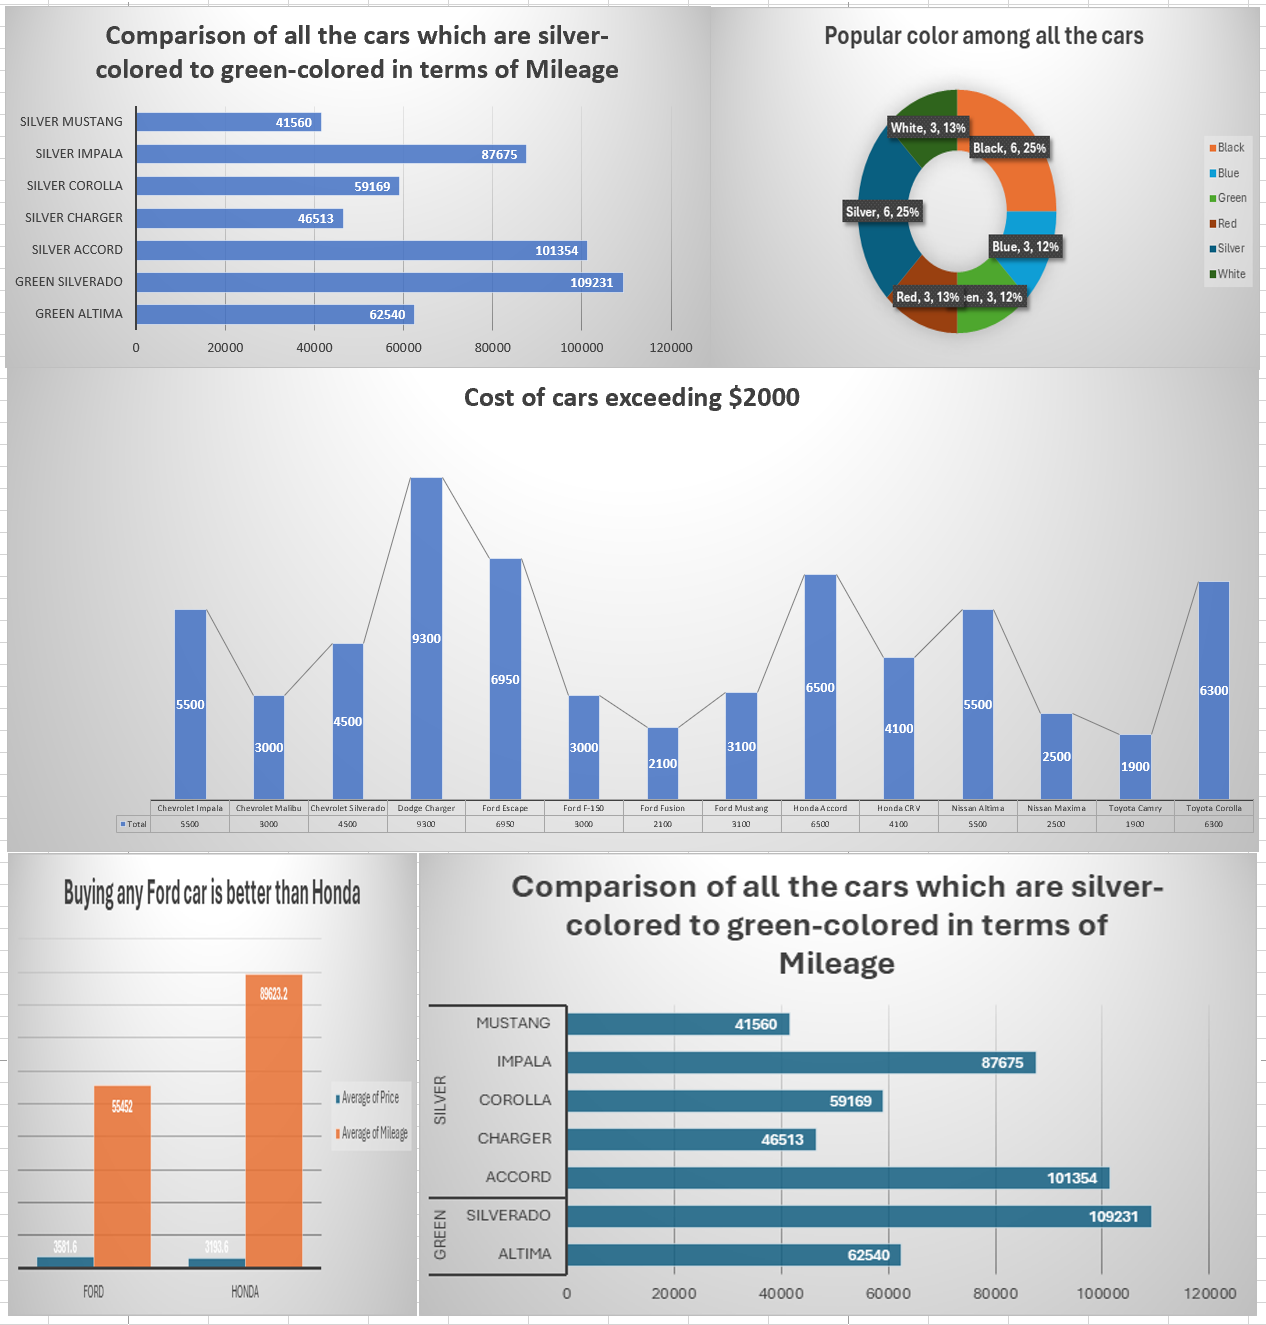 Comparison of all the cars which are silver-
colored to green-colored in terms of Mileage
SILVER MUSTANG 41560
SILVER IMPALA 87675
SILVER COROLLA 59169
SILVER CHARGER 46513
SILVER ACCORD 101354
GREEN SILVERADO 109231
GREEN ALTIMA 62540
0 20000 40000 60000 80000 100000 120000
Popular color among all the cars
White, 3, 13%
Black, 6, 25%
Silver, 6, 25%
Blue, 3, 12%
Red, 3, 13%
en, 3, 12%
Black
Blue
Green
Red
Silver
White
Cost of cars exceeding $2000
5500 3000 4500 9300 6950 3000 2100 3100 6500 4100 5500 2500 1900 6300
Chevrolet Impala Chevrolet Malibu Chevrolet Silverado Dodge Charger Ford Escape Ford F-150 Ford Fusion Ford Mustang Honda Accord Honda CRV Nissan Altima Nissan Maxima Toyota Camry Toyota Corolla
Total 5500 3000 4500 9300 6950 3000 2100 3100 6500 4100 5500 2500 1900 6300
Buying any Ford car is better than Honda
89623.2
55452
3581.6 3193.6
FORD HONDA
Average of Price
Average of Mileage
Comparison of all the cars which are silver-
colored to green-colored in terms of
Mileage
SILVER
MUSTANG 41560
IMPALA 87675
COROLLA 59169
CHARGER 46513
ACCORD 101354
GREEN
SILVERADO 109231
ALTIMA 62540
0 20000 40000 60000 80000 100000 120000